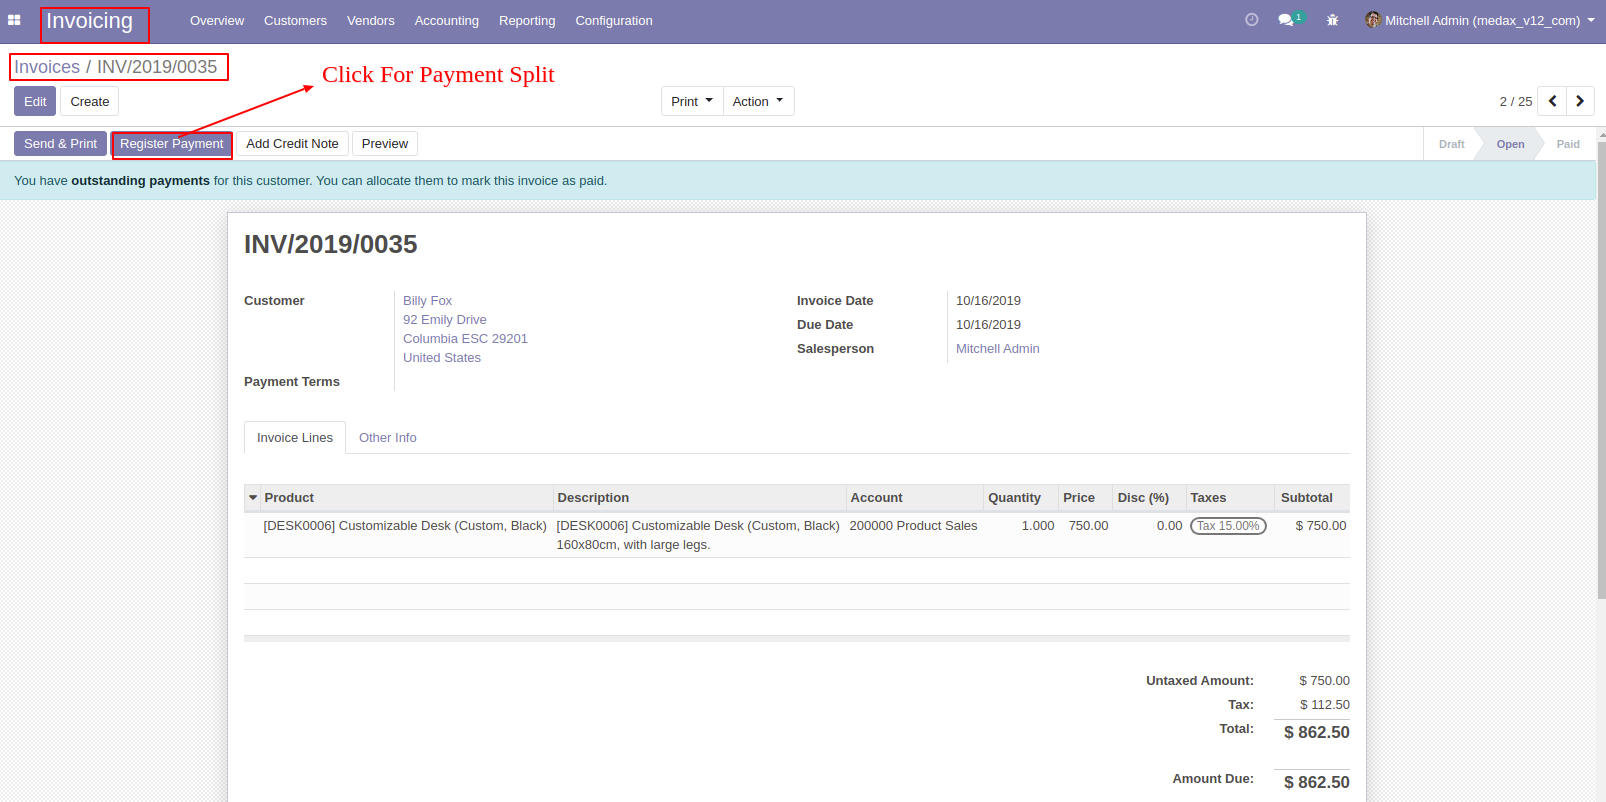 Invoicing Overview Customers Vendors Accounting Reporting Configuration 1 Mitchell Admin (medax_v12_com)
Invoices / INV/2019/0035
Click For Payment Split
Edit Create Print Action 2 / 25
Send & Print Register Payment Add Credit Note Preview Draft Open Paid
You have outstanding payments for this customer. You can allocate them to mark this invoice as paid.
INV/2019/0035
Customer Billy Fox Invoice Date 10/16/2019
92 Emily Drive Due Date 10/16/2019
Columbia ESC 29201 Salesperson Mitchell Admin
United States
Payment Terms
Invoice Lines Other Info
Product Description Account Quantity Price Disc (%) Taxes Subtotal
[DESK0006] Customizable Desk (Custom, Black) [DESK0006] Customizable Desk (Custom, Black) 200000 Product Sales 1.000 750.00 0.00 Tax 15.00% $ 750.00
160x80cm, with large legs.
Untaxed Amount: $ 750.00
Tax: $ 112.50
Total: $ 862.50
Amount Due: $ 862.50